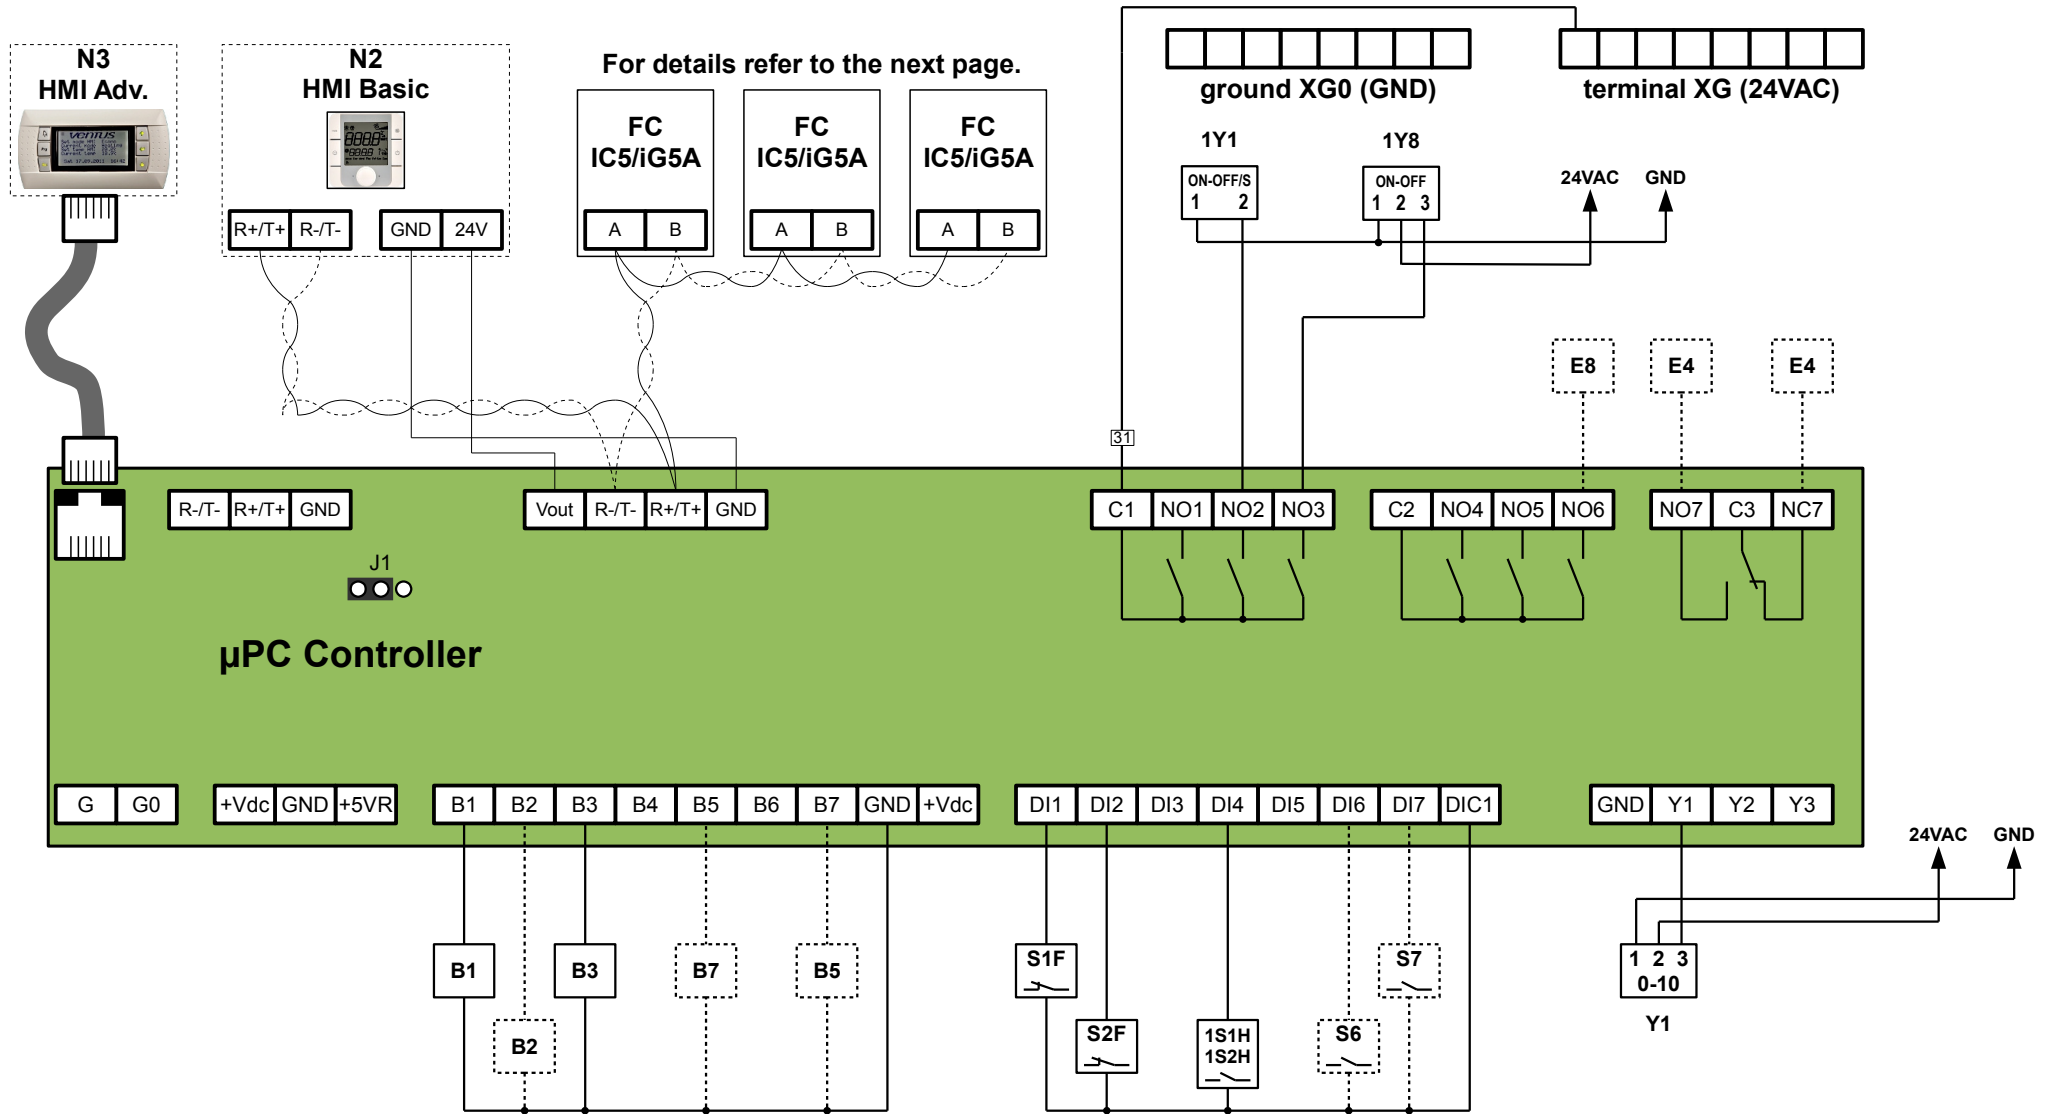 N3
HMI Adv.
VENTUS
N2
HMI Basic
R+/T+ R-/T- GND 24V
For details refer to the next page.
FC
IC5/iG5A
A B
FC
IC5/iG5A
A B
FC
IC5/iG5A
A B
ground XG0 (GND)
terminal XG (24VAC)
1Y1
ON-OFF/S
1 2
1Y8
ON-OFF
1 2 3
24VAC GND
E8 E4 E4
31
R-/T- R+/T+ GND
Vout R-/T- R+/T+ GND
C1 NO1 NO2 NO3
C2 NO4 NO5 NO6
NO7 C3 NC7
J1
µPC Controller
G G0
+Vdc GND +5VR
B1 B2 B3 B4 B5 B6 B7 GND +Vdc
DI1 DI2 DI3 DI4 DI5 DI6 DI7 DIC1
GND Y1 Y2 Y3
24VAC GND
B1 B3 B7 B5
B2
S1F
S7
S2F
1S1H
1S2H
S6
1 2 3
0-10
Y1